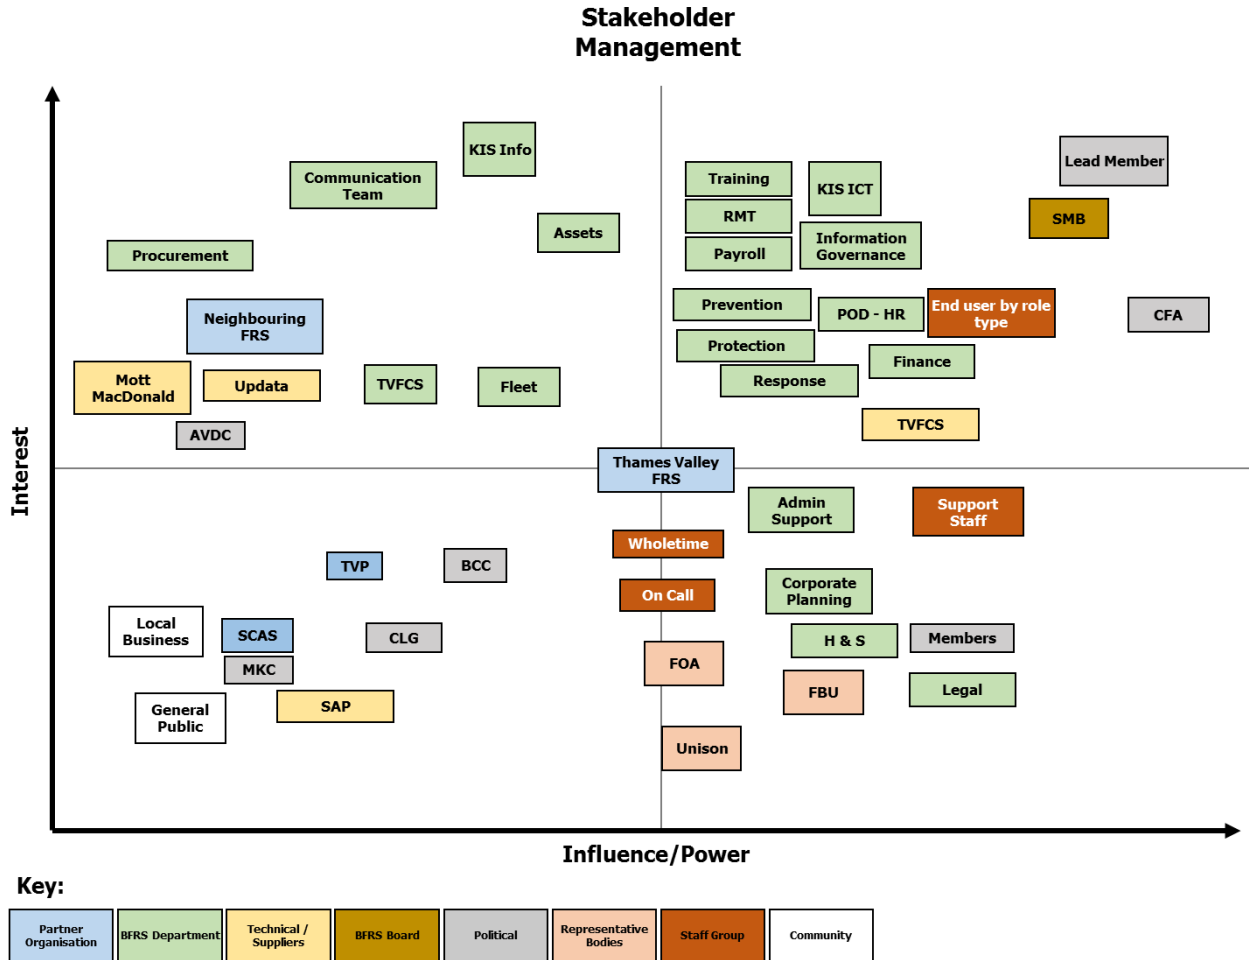 Stakeholder
Management
Interest
KIS Info
Communication
Team
Assets
Procurement
Neighbouring
FRS
Mott
MacDonald
Updata
TVFCS
Fleet
AVDC
Training
KIS ICT
Lead Member
RMT
SMB
Payroll
Information
Governance
Prevention
POD - HR
End user by role
type
CFA
Protection
Finance
Response
TVFCS
Thames Valley
FRS
TVP
BCC
Local
Business
SCAS
CLG
MKC
General
Public
SAP
Wholetime
On Call
FOA
Unison
Admin
Support
Support
Staff
Corporate
Planning
H & S
Members
FBU
Legal
Influence/Power
Key:
Partner
Organisation
BFRS Department
Technical /
Suppliers
BFRS Board
Political
Representative
Bodies
Staff Group
Community